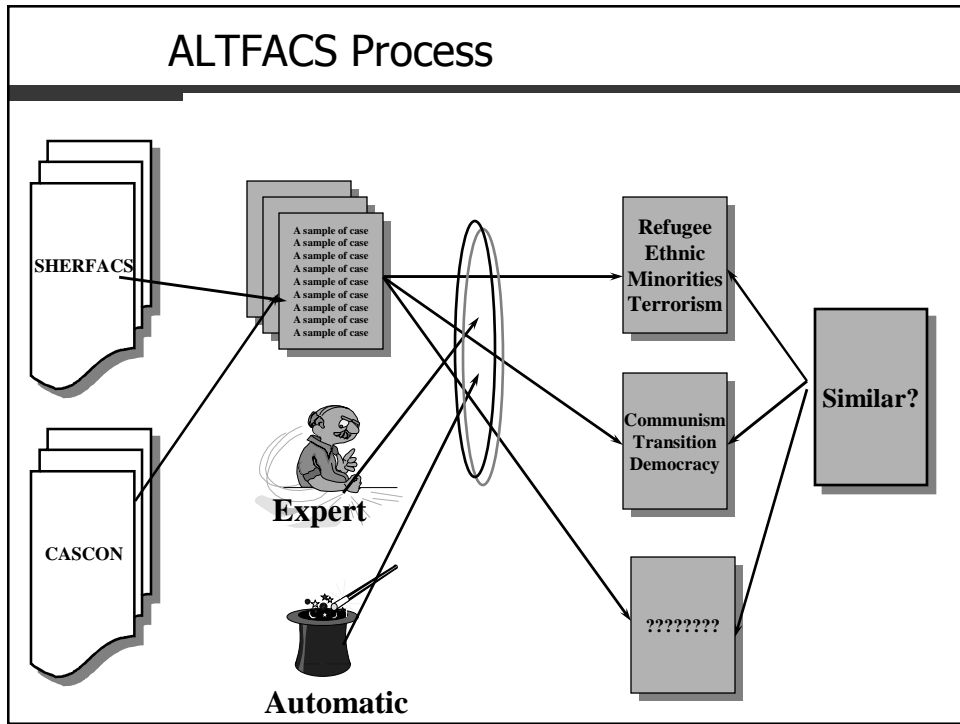 ALTFACS Process
SHERFACS
CASCON
A sample of case
A sample of case
A sample of case
A sample of case
A sample of case
A sample of case
A sample of case
A sample of case
A sample of case
Expert
Automatic
Refugee
Ethnic
Minorities
Terrorism
Communism
Transition
Democracy
????????
Similar?